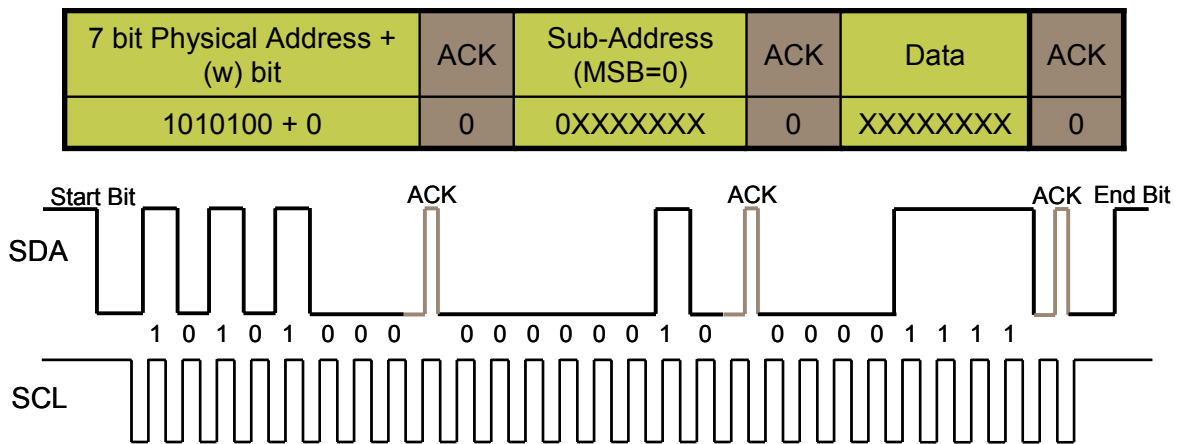 7 bit Physical Address +
(w) bit
ACK
Sub-Address
(MSB=0)
ACK
Data
ACK
1010100 + 0
0
0XXXXXXX
0
XXXXXXXX
0
Start Bit
ACK
ACK
ACK
End Bit
SDA
1 0 1 0 1 0 0 0 0 0 0 0 0 0 1 0 0 0 0 0 1 1 1 1
SCL